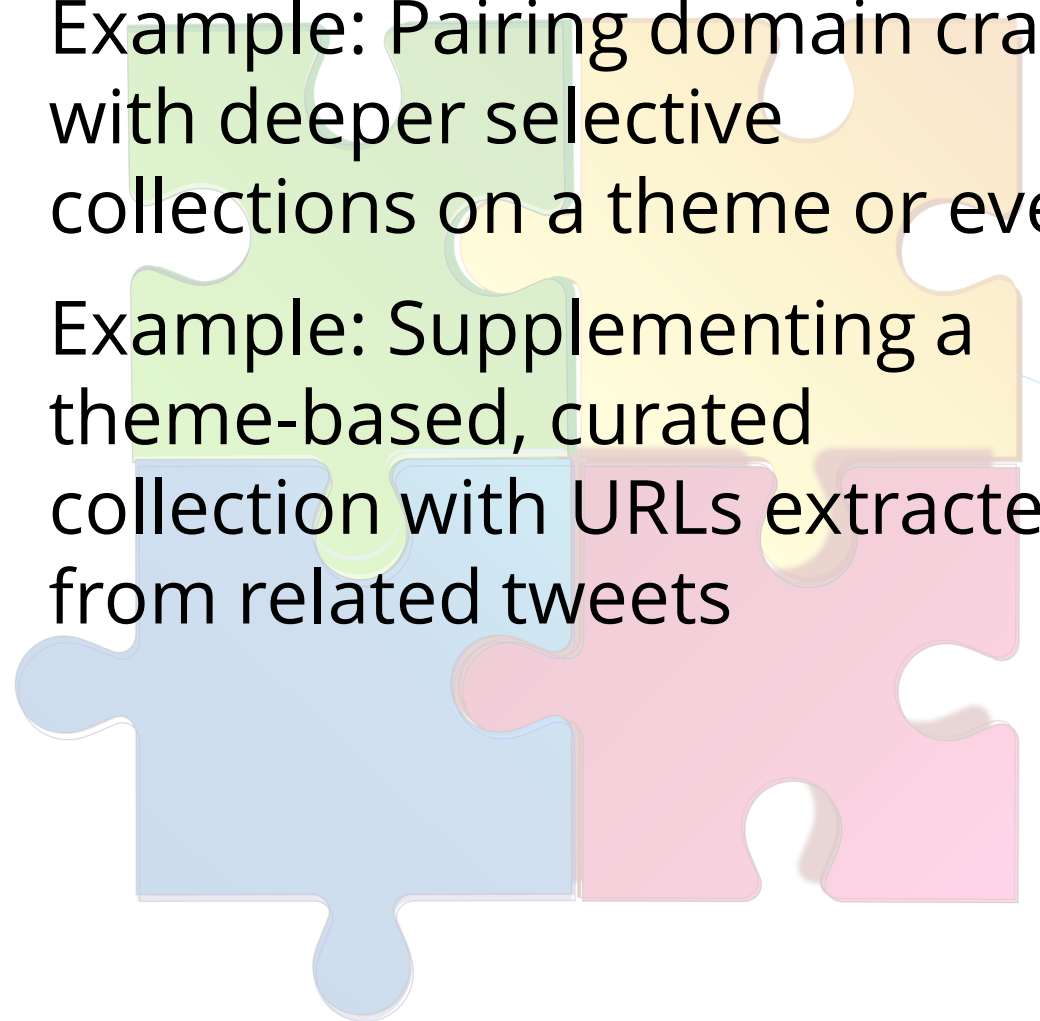 Example: Pairing domain cra
with deeper selective
collections on a theme or eve
Example: Supplementing a
theme-based, curated
collection with URLs extracte
from related tweets